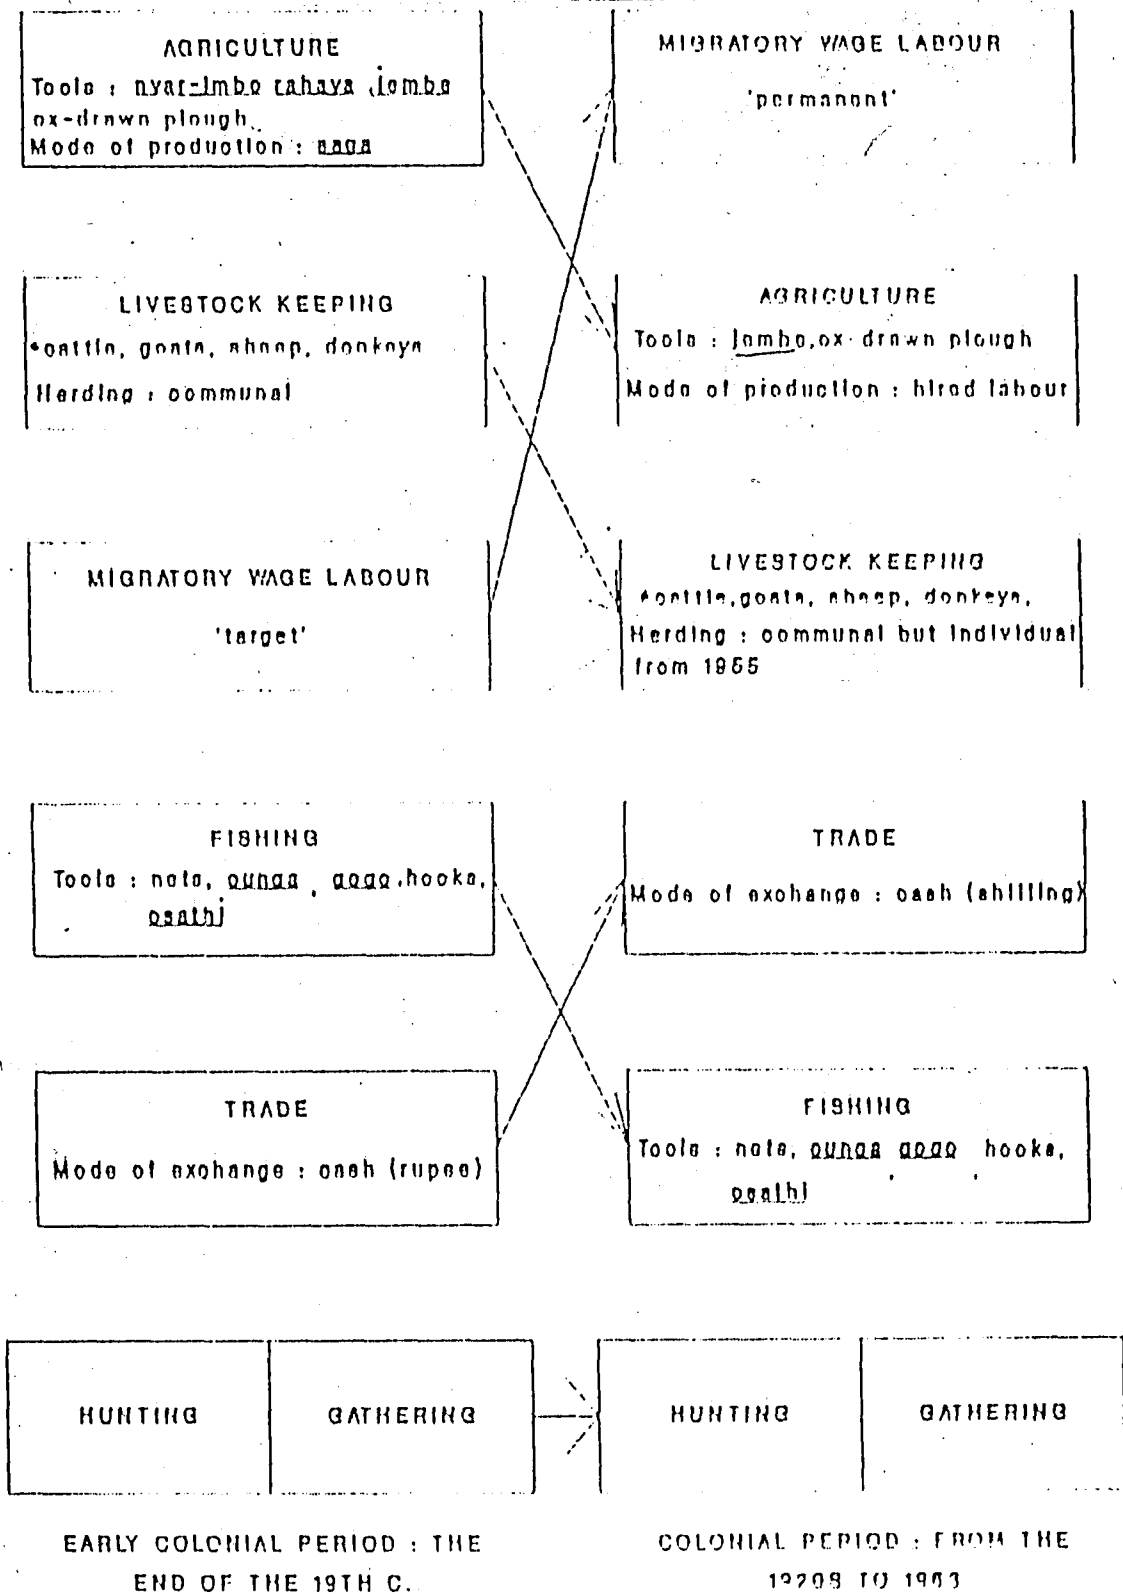 AGRICULTURE
Tools : nyar-imbo rahaya jembe
ox-drawn plough.
Mode of production : saga
LIVESTOCK KEEPING
cattle, goats, sheep, donkeys
Herding : communal
MIGRATORY WAGE LABOUR
'target'
FISHING
Tools : nets, ounga , gogo , hooks,
osathi
TRADE
Mode of exchange : cash (rupee)
HUNTING
GATHERING
EARLY COLONIAL PERIOD : THE
END OF THE 19TH C.
MIGRATORY WAGE LABOUR
'permanent'
AGRICULTURE
Tools : jembe, ox-drawn plough
Mode of production : hired labour
LIVESTOCK KEEPING
cattle, goats, sheep, donkeys,
Herding : communal but individual
from 1955
TRADE
Mode of exchange : cash (shilling)
FISHING
Tools : nets, ounga , gogo , hooks,
osathi
HUNTING
GATHERING
COLONIAL PERIOD : FROM THE
1920S TO 1963